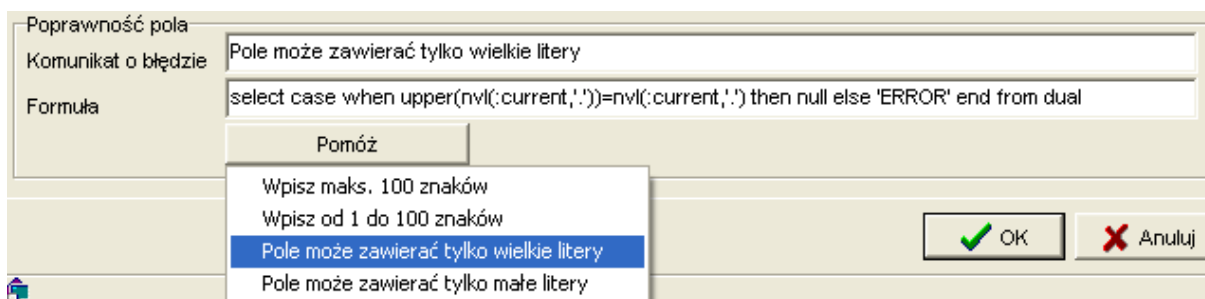 Poprawność pola
Komunikat o błędzie
Pole może zawierać tylko wielkie litery
Formuła
select case when upper(nvl(:current,'.'))=nvl(:current,'.') then null else 'ERROR' end from dual
Pomóż
Wpisz maks. 100 znaków
Wpisz od 1 do 100 znaków
Pole może zawierać tylko wielkie litery
Pole może zawierać tylko małe litery
OK
Anuluj